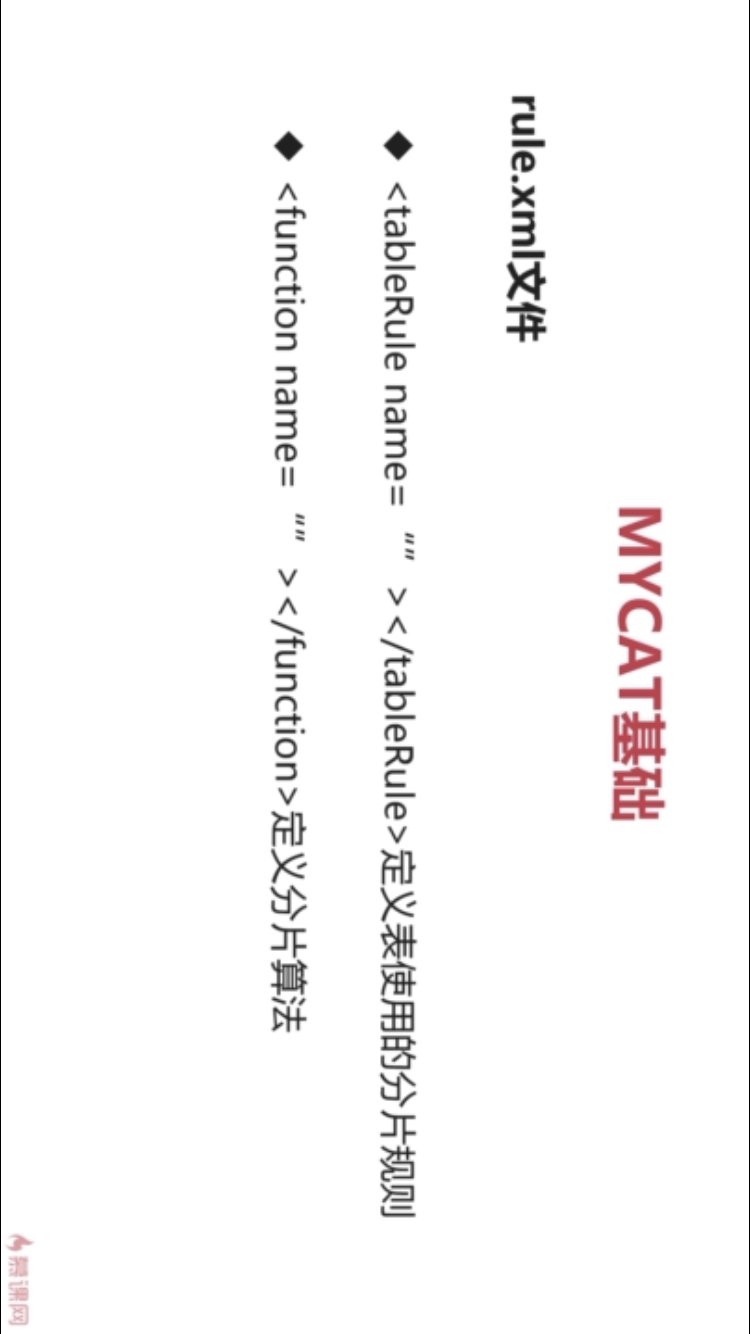 MYCAT基础
rule.xml文件
◆ <tableRule name= “” ></tableRule>定义表使用的分片规则
◆ <function name= “” ></function>定义分片算法
慕课网